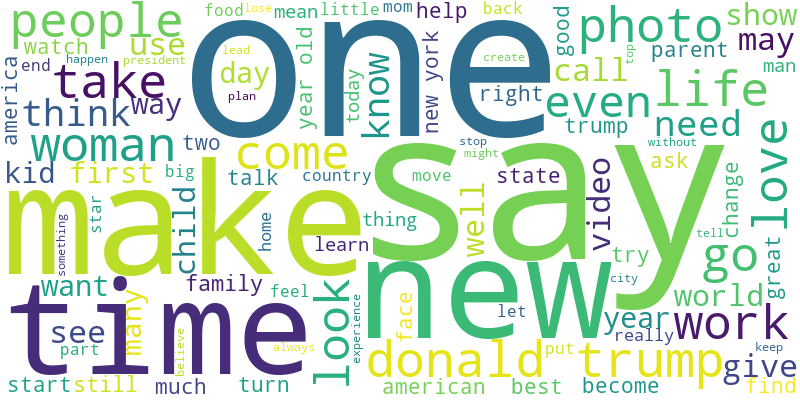 food lose mean little mom help back good show
people one photo
watch use call may
happen president create top man
end lead day year old today know new york parent
america take plan right even life
think way trump need
woman two come stop might without ask
kid first big talk country state video love
child move well change
make say
star something home thing learn tell
family go
want new try great
time feel look city world
many see let year work
face really
part believe always experience donald trump put keep give
start still much turn american best become find